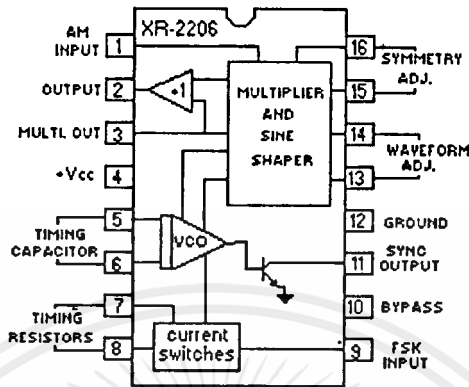 XR-2206
AM
INPUT
1
OUTPUT
2
MULTI. OUT
3
+Vcc
4
TIMING
CAPACITOR
5
6
TIMING
RESISTORS
7
8
+1
MULTIPLIER
AND
SINE
SHAPER
VCO
current
switches
16
SYMMETRY
ADJ.
15
14
WAVEFORM
ADJ.
13
12
GROUND
11
SYNC
OUTPUT
10
BYPASS
9
FSK
INPUT